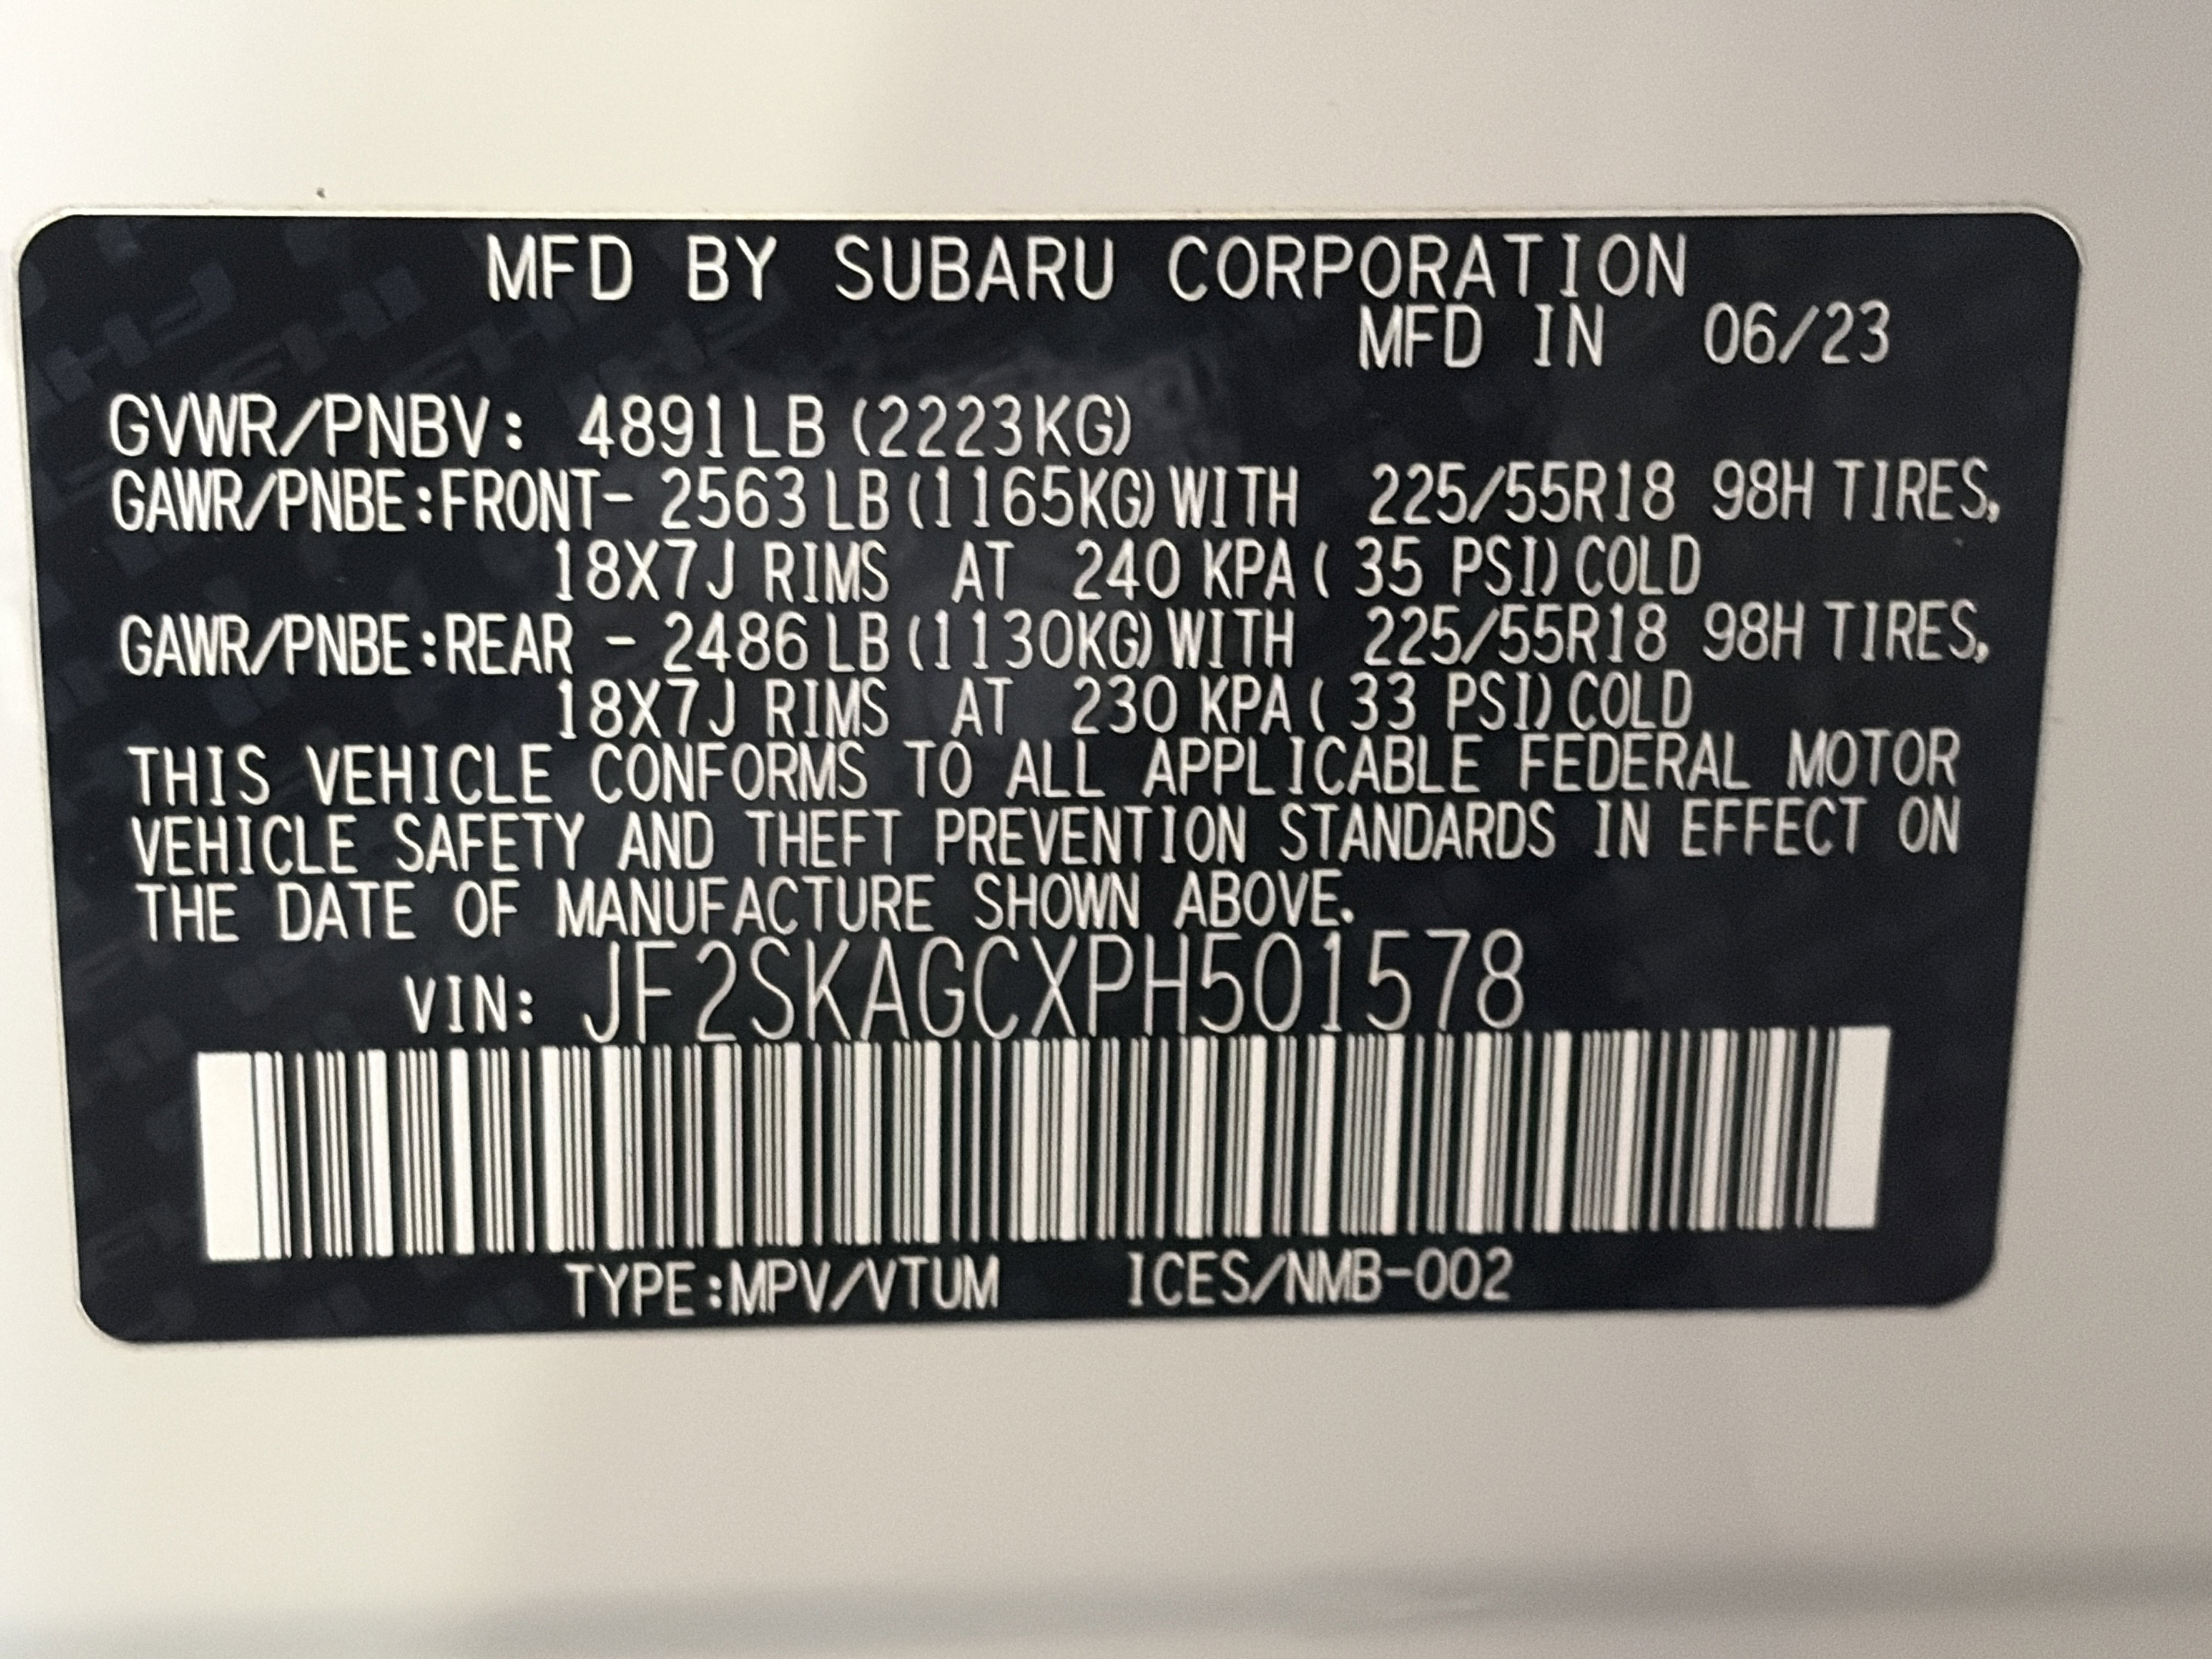 MFD BY SUBARU CORPORATION
MFD IN 06/23
GVWR/PNBV: 4891LB (2223KG)
GAWR/PNBE:FRONT- 2563 LB (1165KG) WITH 225/55R18 98H TIRES,
18X7J RIMS AT 240 KPA ( 35 PSI) COLD
GAWR/PNBE:REAR - 2486 LB (1130KG) WITH 225/55R18 98H TIRES,
18X7J RIMS AT 230 KPA ( 33 PSI) COLD
THIS VEHICLE CONFORMS TO ALL APPLICABLE FEDERAL MOTOR
VEHICLE SAFETY AND THEFT PREVENTION STANDARDS IN EFFECT ON
THE DATE OF MANUFACTURE SHOWN ABOVE.
VIN: JF2SKAGCXPH501578
TYPE:MPV/VTUM ICES/NMB-002